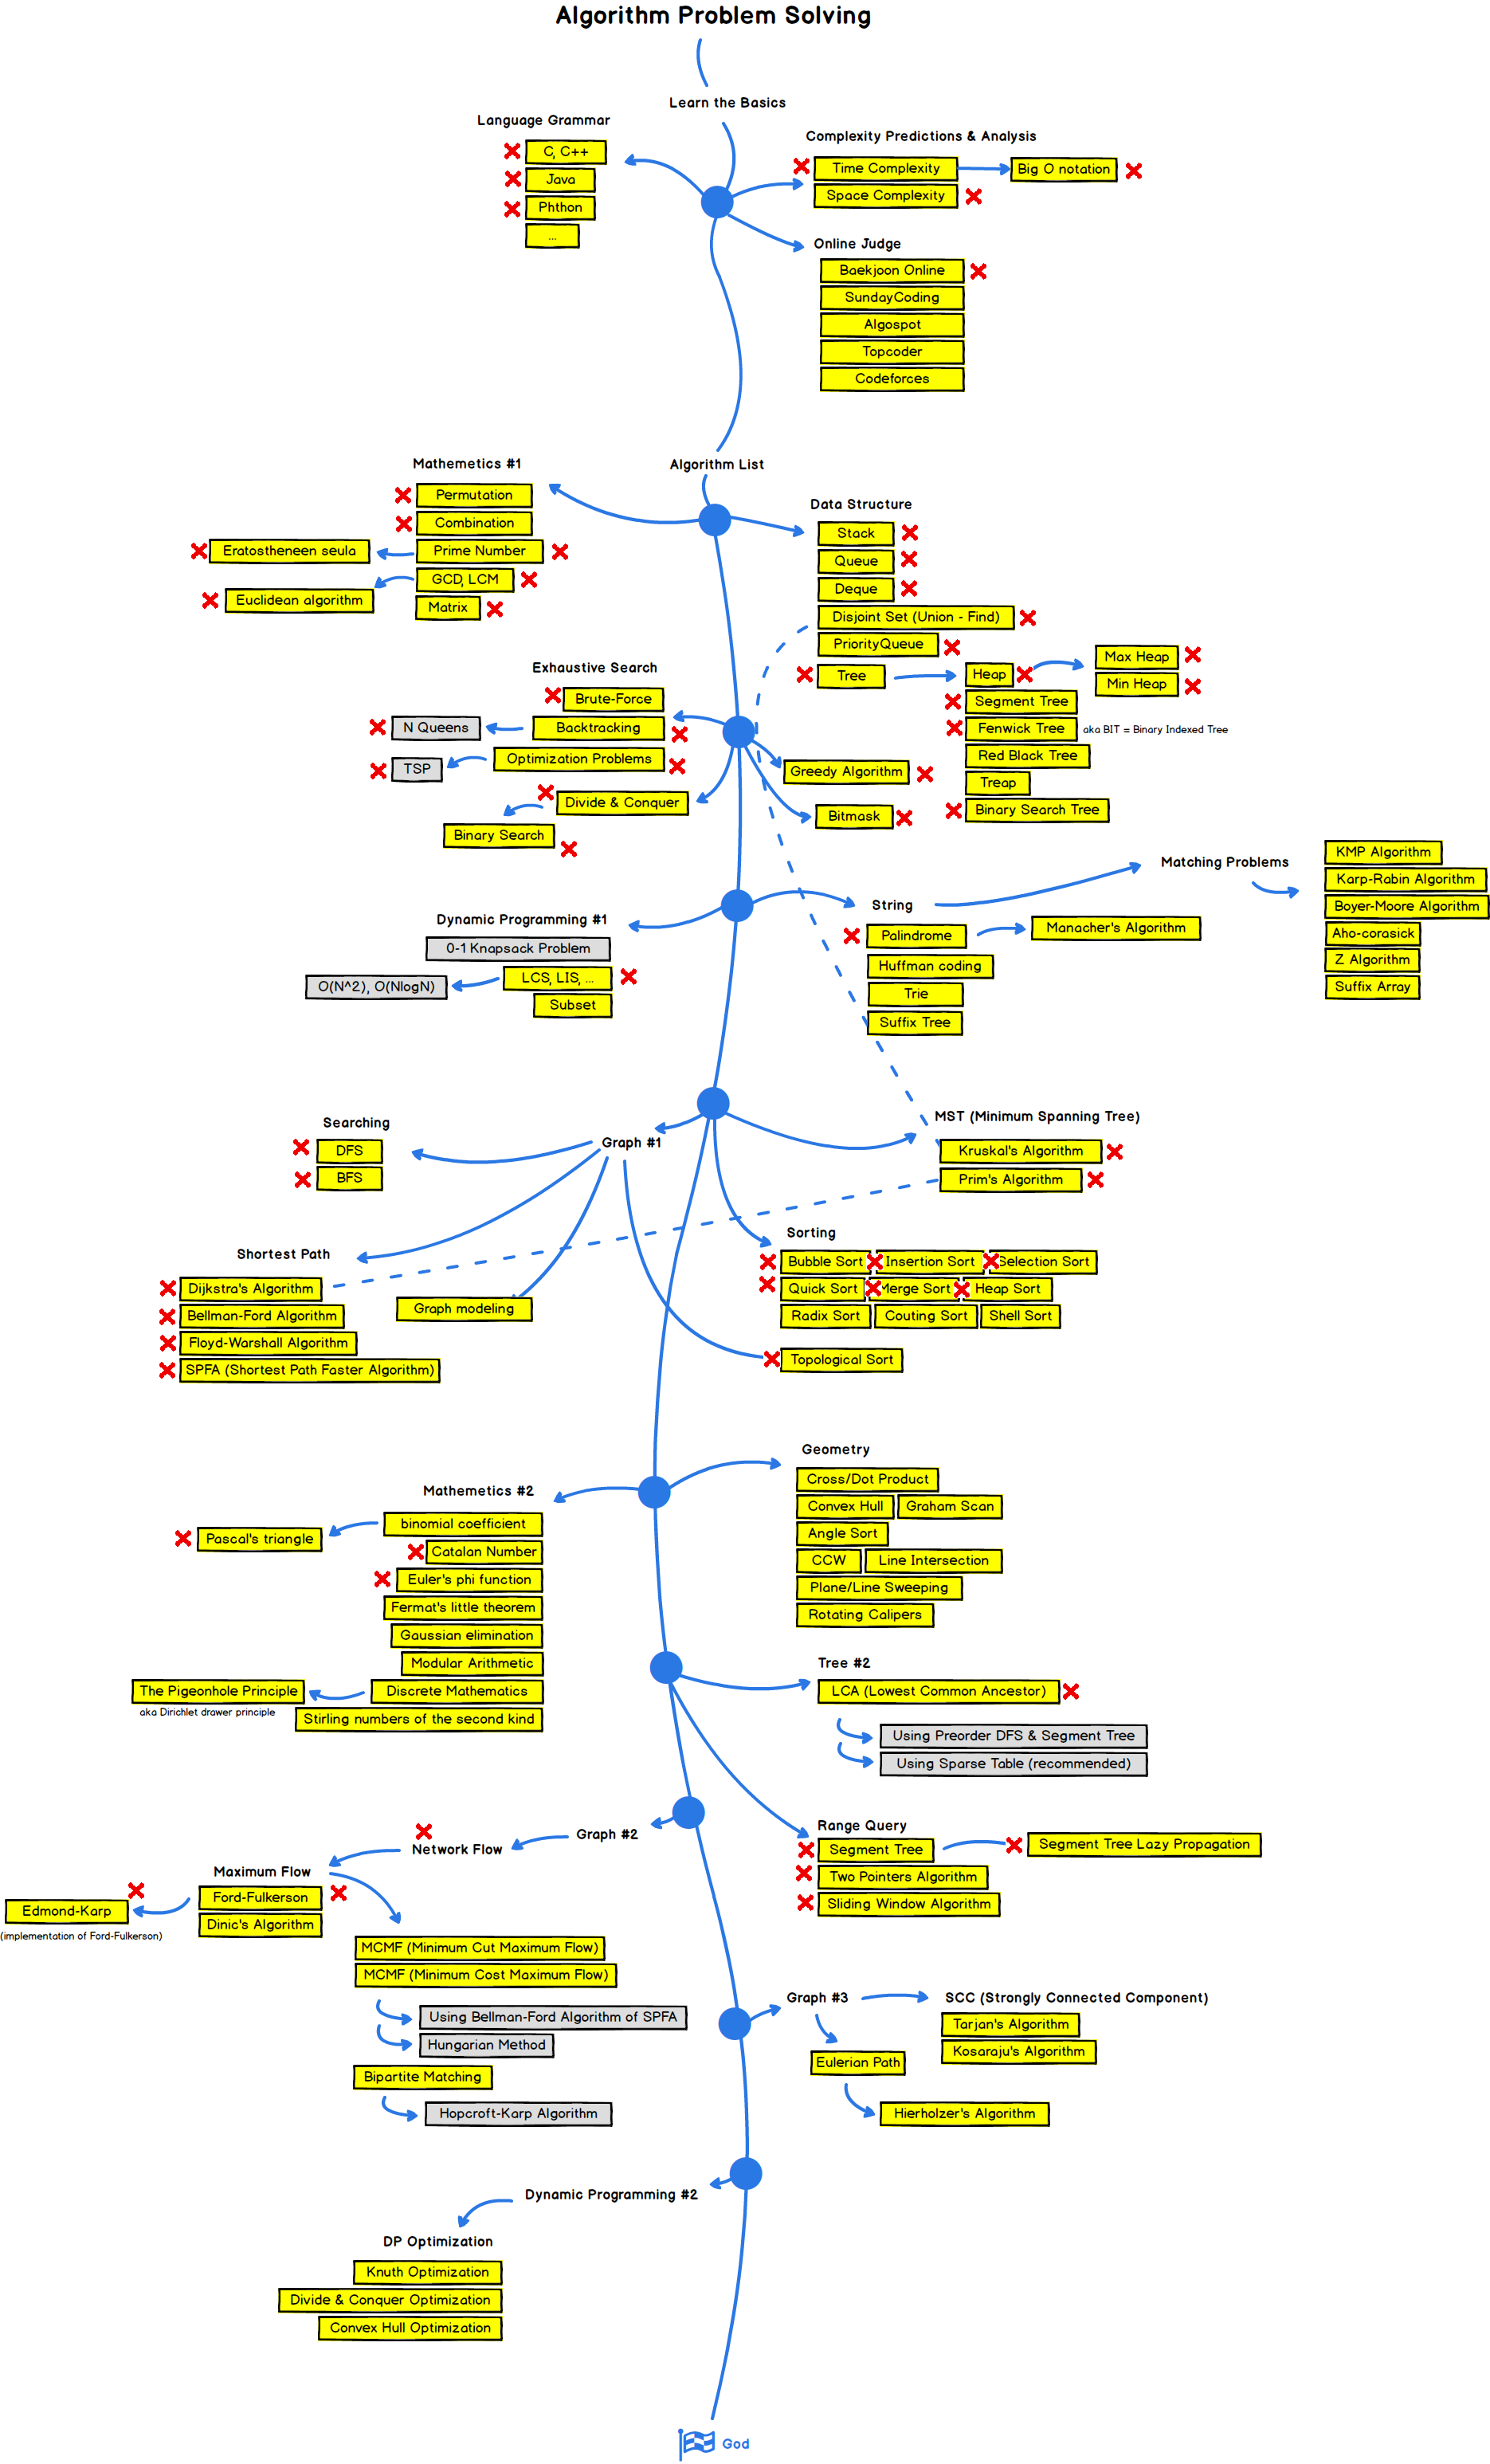 Algorithm Problem Solving
Learn the Basics
Language Grammar
C, C++
Java
Phthon
...
Complexity Predictions & Analysis
Time Complexity
Big O notation
Space Complexity
Online Judge
Baekjoon Online
SundayCoding
Algospot
Topcoder
Codeforces
Algorithm List
Mathemetics #1
Permutation
Combination
Prime Number
Eratostheneen seula
GCD, LCM
Euclidean algorithm
Matrix
Data Structure
Stack
Queue
Deque
Disjoint Set (Union - Find)
PriorityQueue
Tree
Heap
Max Heap
Min Heap
Segment Tree
Fenwick Tree
aka BIT = Binary Indexed Tree
Red Black Tree
Treap
Binary Search Tree
Exhaustive Search
Brute-Force
Backtracking
N Queens
Optimization Problems
TSP
Divide & Conquer
Binary Search
Greedy Algorithm
Bitmask
Dynamic Programming #1
0-1 Knapsack Problem
LCS, LIS, ...
O(N^2), O(NlogN)
Subset
String
Palindrome
Manacher's Algorithm
Huffman coding
Trie
Suffix Tree
Matching Problems
KMP Algorithm
Karp-Rabin Algorithm
Boyer-Moore Algorithm
Aho-corasick
Z Algorithm
Suffix Array
Graph #1
Searching
DFS
BFS
Shortest Path
Dijkstra's Algorithm
Bellman-Ford Algorithm
Floyd-Warshall Algorithm
SPFA (Shortest Path Faster Algorithm)
Graph modeling
MST (Minimum Spanning Tree)
Kruskal's Algorithm
Prim's Algorithm
Sorting
Bubble Sort
Insertion Sort
Selection Sort
Quick Sort
Merge Sort
Heap Sort
Radix Sort
Couting Sort
Shell Sort
Topological Sort
Mathemetics #2
binomial coefficient
Pascal's triangle
Catalan Number
Euler's phi function
Fermat's little theorem
Gaussian elimination
Modular Arithmetic
Discrete Mathematics
The Pigeonhole Principle
aka Dirichlet drawer principle
Stirling numbers of the second kind
Geometry
Cross/Dot Product
Convex Hull
Graham Scan
Angle Sort
CCW
Line Intersection
Plane/Line Sweeping
Rotating Calipers
Tree #2
LCA (Lowest Common Ancestor)
Using Preorder DFS & Segment Tree
Using Sparse Table (recommended)
Range Query
Segment Tree
Segment Tree Lazy Propagation
Two Pointers Algorithm
Sliding Window Algorithm
Graph #2
Network Flow
Maximum Flow
Ford-Fulkerson
Edmond-Karp
(implementation of Ford-Fulkerson)
Dinic's Algorithm
MCMF (Minimum Cut Maximum Flow)
MCMF (Minimum Cost Maximum Flow)
Using Bellman-Ford Algorithm of SPFA
Hungarian Method
Bipartite Matching
Hopcroft-Karp Algorithm
Graph #3
SCC (Strongly Connected Component)
Tarjan's Algorithm
Kosaraju's Algorithm
Eulerian Path
Hierholzer's Algorithm
Dynamic Programming #2
DP Optimization
Knuth Optimization
Divide & Conquer Optimization
Convex Hull Optimization
God